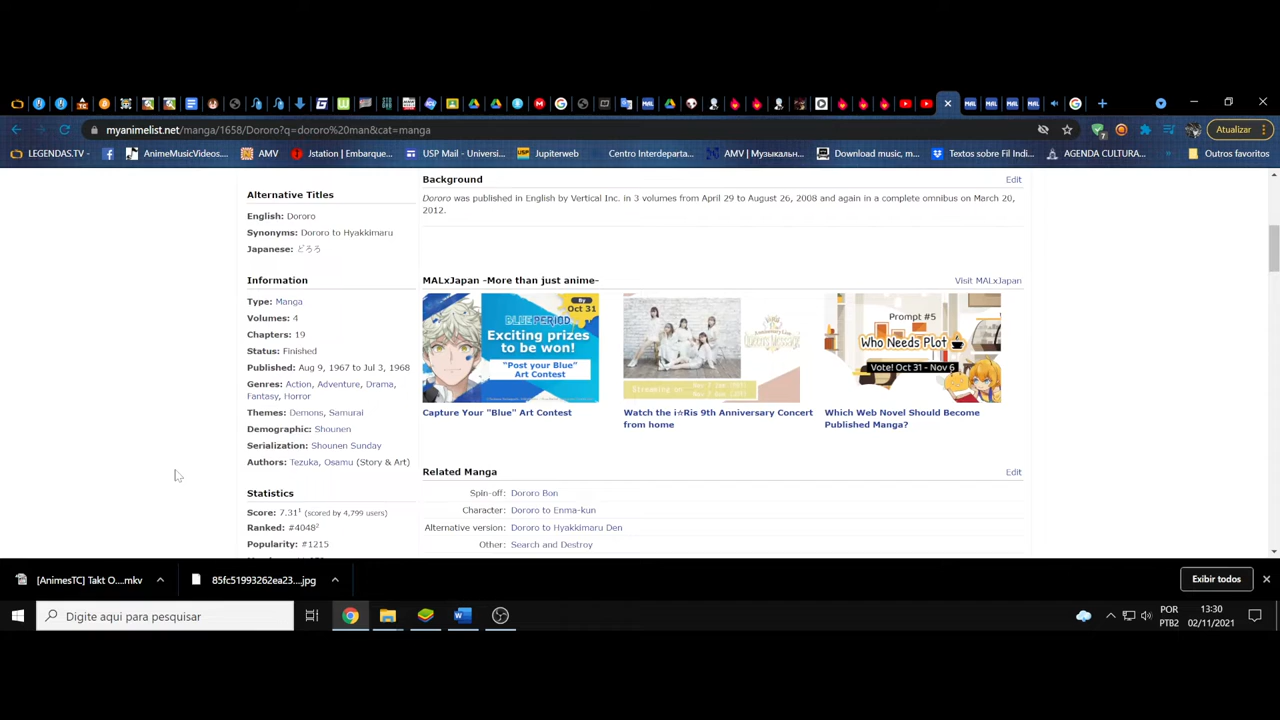 myanimelist.net/manga/1658/Dororo?q=dororo%20man&cat=manga
Atualizar
LEGENDAS.TV -
AnimeMusicVideos...
AMV
Jstation | Embarque...
USP Mail - Universi...
Jupiterweb
Centro Interdeparta...
AMV | Музыкальн...
Download music, m...
Textos sobre Fil Indi...
AGENDA CULTURA...
»
Outros favoritos
Alternative Titles
English: Dororo
Synonyms: Dororo to Hyakkimaru
Japanese: どろろ
Information
Type: Manga
Volumes: 4
Chapters: 19
Status: Finished
Published: Aug 9, 1967 to Jul 3, 1968
Genres: Action, Adventure, Drama,
Fantasy, Horror
Themes: Demons, Samurai
Demographic: Shounen
Serialization: Shounen Sunday
Authors: Tezuka, Osamu (Story & Art)
Statistics
Score: 7.31¹ (scored by 4,799 users)
Ranked: #4048²
Popularity: #1215
Background
Edit
Dororo was published in English by Vertical Inc. in 3 volumes from April 29 to August 26, 2008 and again in a complete omnibus on March 20,
2012.
MALxJapan -More than just anime-
Visit MALxJapan
By
Oct 31
BLUE PERIOD
Exciting prizes
to be won!
"Post your Blue"
Art Contest
Capture Your "Blue" Art Contest
Streaming on
Watch the i☆Ris 9th Anniversary Concert
from home
Prompt #5
Who Needs Plot
Vote! Oct 31 - Nov 6
Which Web Novel Should Become
Published Manga?
Related Manga
Edit
Spin-off: Dororo Bon
Character: Dororo to Enma-kun
Alternative version: Dororo to Hyakkimaru Den
Other: Search and Destroy
[AnimesTC] Takt O....mkv
85fc51993262ea23....jpg
Exibir todos
Digite aqui para pesquisar
POR
PTB2
13:30
02/11/2021